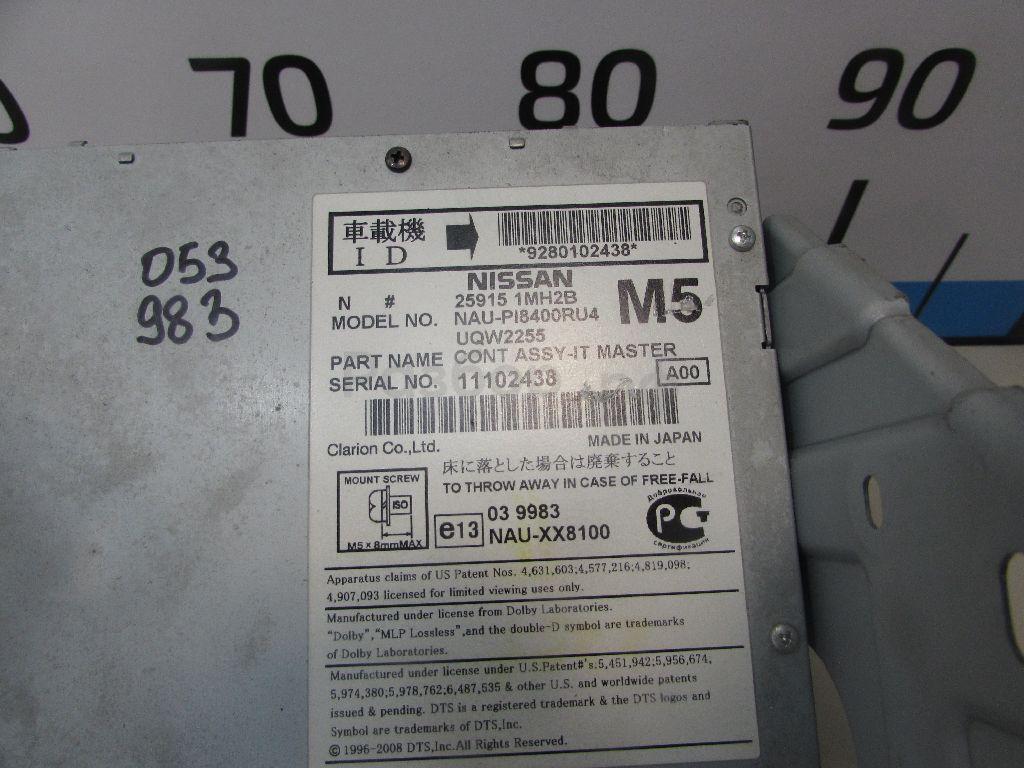 70 80 90
053
983
車載機
ID
*9280102438*
NISSAN
N # 25915 1MH2B
M5
MODEL NO. NAU-PI8400RU4
UQW2255
PART NAME CONT ASSY-IT MASTER
SERIAL NO. 11102438
A00
Clarion Co.,Ltd.
MADE IN JAPAN
床に落とした場合は廃棄すること
TO THROW AWAY IN CASE OF FREE-FALL
MOUNT SCREW
ISO
M5 x 8mmMAX
e13
03 9983
NAU-XX8100
Добровольная
РСТ
сертификация
Apparatus claims of US Patent Nos. 4,631,603;4,577,216;4,819,098;
4,907,093 licensed for limited viewing uses only.
Manufactured under license from Dolby Laboratories.
"Dolby","MLP Lossless",and the double-D symbol are trademarks
of Dolby Laboratories.
Manufactured under license under U.S.Patent#'s:5,451,942;5,956,674;
5,974,380;5,978,762;6,487,535 & other U.S. and worldwide patents
issued & pending. DTS is a registered trademark & the DTS logos and
Symbol are trademarks of DTS,Inc.
© 1996-2008 DTS,Inc.All Rights Reserved.